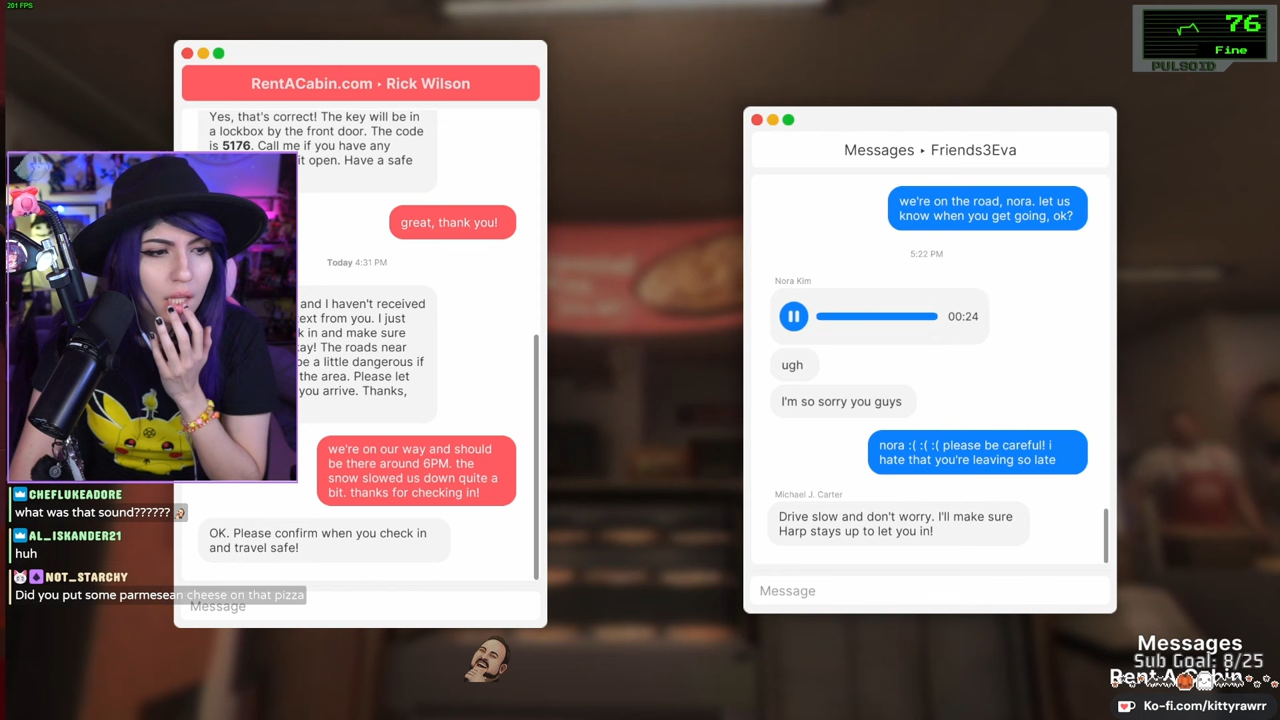 201 FPS
76
Fine
PULSOID
RentACabin.com ‣ Rick Wilson
Yes, that's correct! The key will be
in a lockbox by the front door. The code
is 5176. Call me if you have any
it open. Have a safe
great, thank you!
Today 4:31 PM
and I haven't received
ext from you. I just
k in and make sure
ay! The roads near
be a little dangerous if
the area. Please let
you arrive. Thanks,
we're on our way and should
be there around 6PM. the
snow slowed us down quite a
bit. thanks for checking in!
OK. Please confirm when you check in
and travel safe!
Message
CHEFLUKEADORE
what was that sound??????
AL_ISKANDER21
huh
NOT_STARCHY
Did you put some parmesean cheese on that pizza
Messages ‣ Friends3Eva
we're on the road, nora. let us
know when you get going, ok?
5:22 PM
Nora Kim
00:24
ugh
I'm so sorry you guys
nora :( :( :( please be careful! i
hate that you're leaving so late
Michael J. Carter
Drive slow and don't worry. I'll make sure
Harp stays up to let you in!
Message
Messages
Sub Goal: 8/25
Rent A Cabin
Ko-fi.com/kittyrawrr